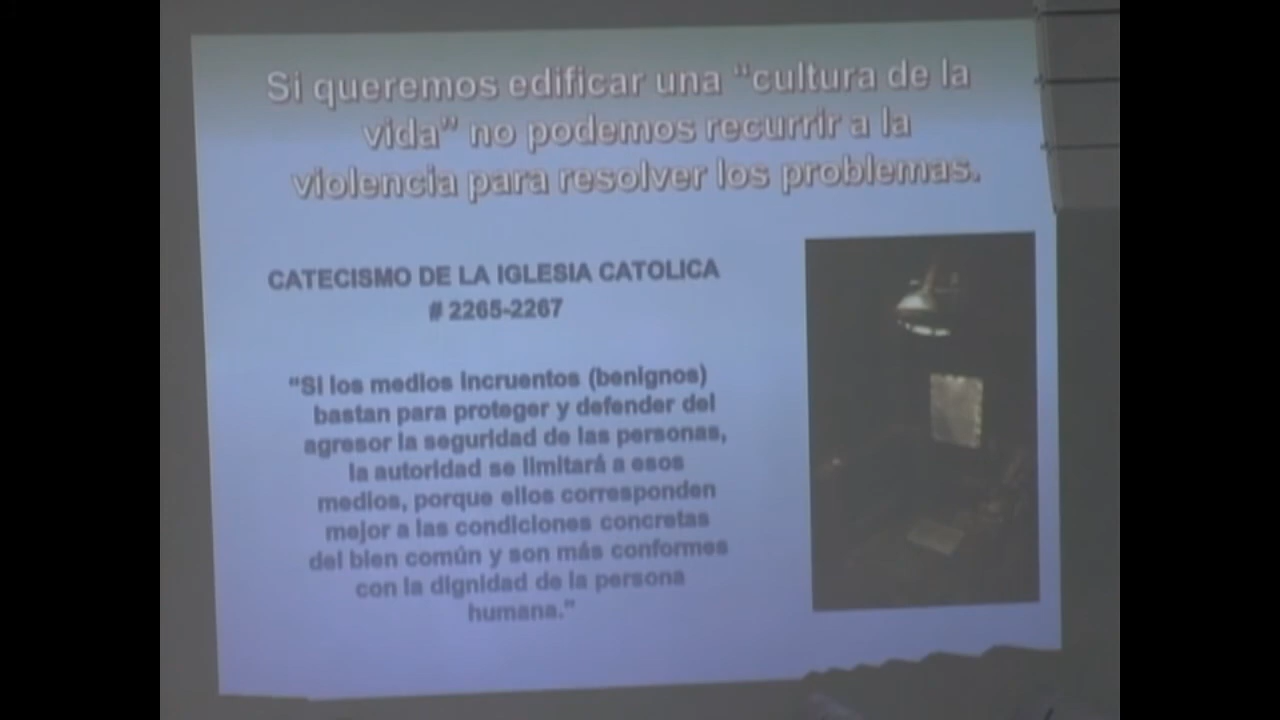 Si queremos edificar una "cultura de la
vida" no podemos recurrir a la
violencia para resolver los problemas.
CATECISMO DE LA IGLESIA CATOLICA
# 2265-2267
"Si los medios incruentos (benignos)
bastan para proteger y defender del
agresor la seguridad de las personas,
la autoridad se limitará a esos
medios, porque ellos corresponden
mejor a las condiciones concretas
del bien común y son más conformes
con la dignidad de la persona
humana."